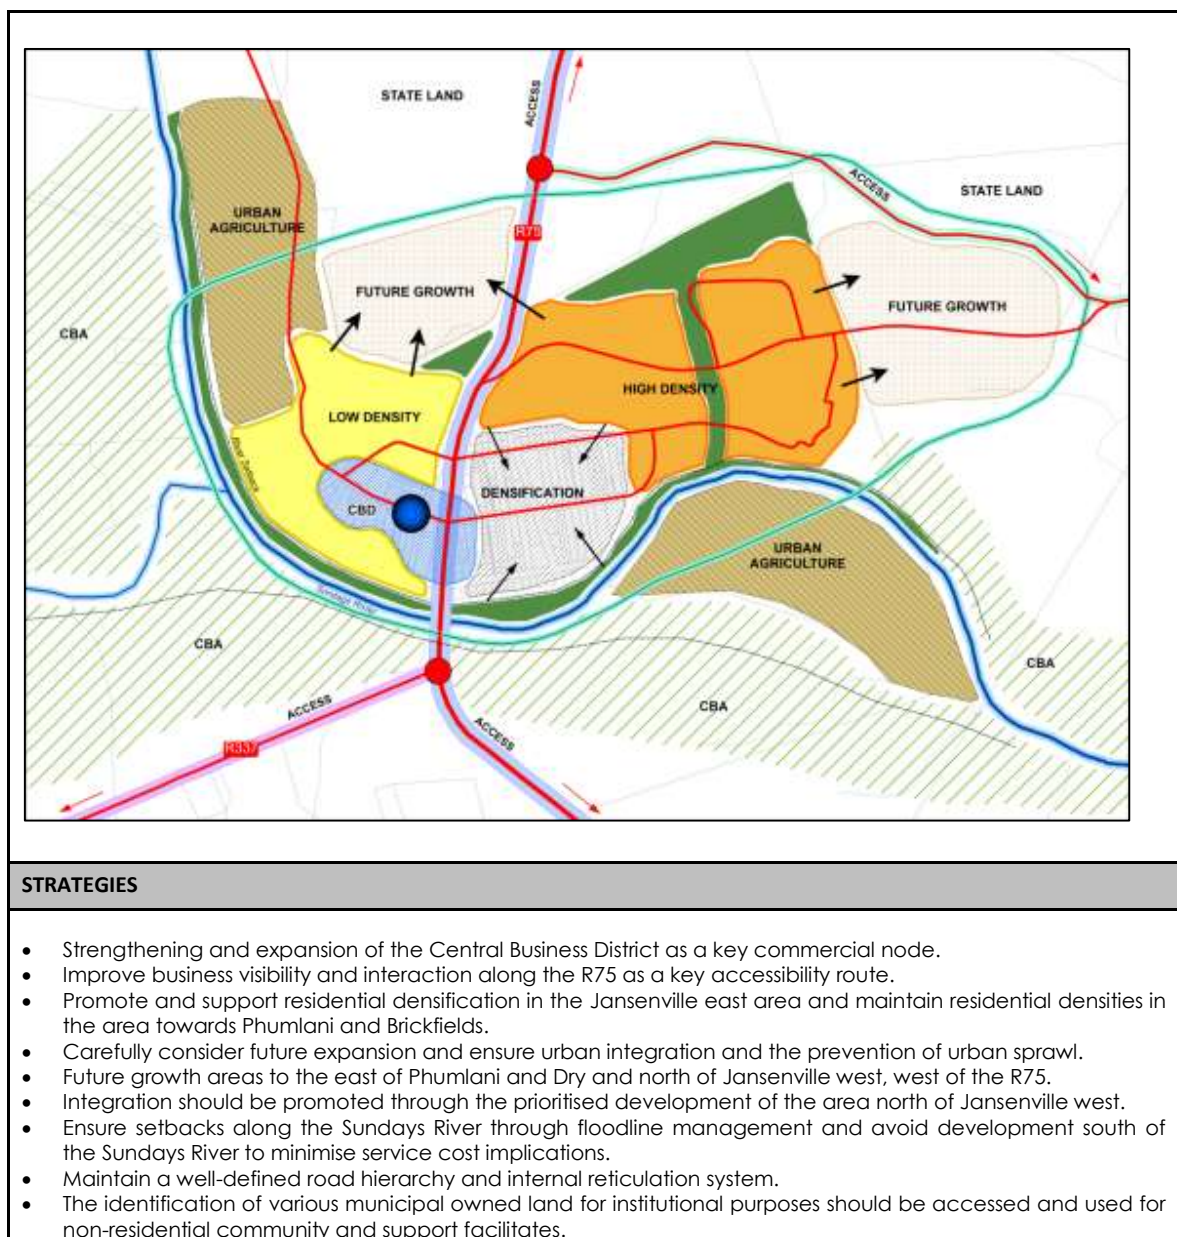 STATE LAND
ACCESS
ACCESS
STATE LAND
URBAN
AGRICULTURE
R75
FUTURE GROWTH
FUTURE GROWTH
CBA
HIGH DENSITY
LOW DENSITY
DENSIFICATION
CBD
URBAN
AGRICULTURE
Sundays River
CBA
CBA
CBA
ACCESS
ACCESS
R337
STRATEGIES
• Strengthening and expansion of the Central Business District as a key commercial node.
• Improve business visibility and interaction along the R75 as a key accessibility route.
• Promote and support residential densification in the Jansenville east area and maintain residential densities in
the area towards Phumlani and Brickfields.
• Carefully consider future expansion and ensure urban integration and the prevention of urban sprawl.
• Future growth areas to the east of Phumlani and Dry and north of Jansenville west, west of the R75.
• Integration should be promoted through the prioritised development of the area north of Jansenville west.
• Ensure setbacks along the Sundays River through floodline management and avoid development south of
the Sundays River to minimise service cost implications.
• Maintain a well-defined road hierarchy and internal reticulation system.
• The identification of various municipal owned land for institutional purposes should be accessed and used for
non-residential community and support facilitates.